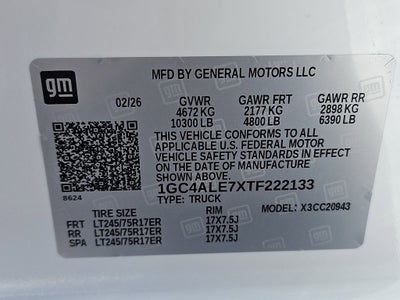 gm
MFD BY GENERAL MOTORS LLC
02/26 GVWR GAWR FRT GAWR RR
4672 KG 2177 KG 2898 KG
10300 LB 4800 LB 6390 LB
THIS VEHICLE CONFORMS TO ALL
APPLICABLE U.S. FEDERAL MOTOR
VEHICLE SAFETY STANDARDS IN
EFFECT ON THE DATE OF
MANUFACTURE SHOWN ABOVE.
1GC4ALE7XTF222133
8624 TYPE: TRUCK MODEL: X3CC20943
TIRE SIZE RIM
FRT LT245/75R17ER 17X7.5J
RR LT245/75R17ER 17X7.5J
SPA LT245/75R17ER 17X7.5J